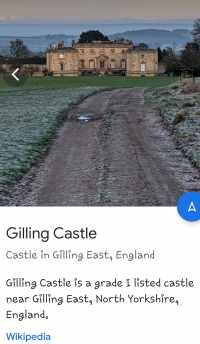 Gilling Castle
Castle in Gilling East, England
Gilling Castle is a grade I listed castle
near Gilling East, North Yorkshire,
England.
Wikipedia